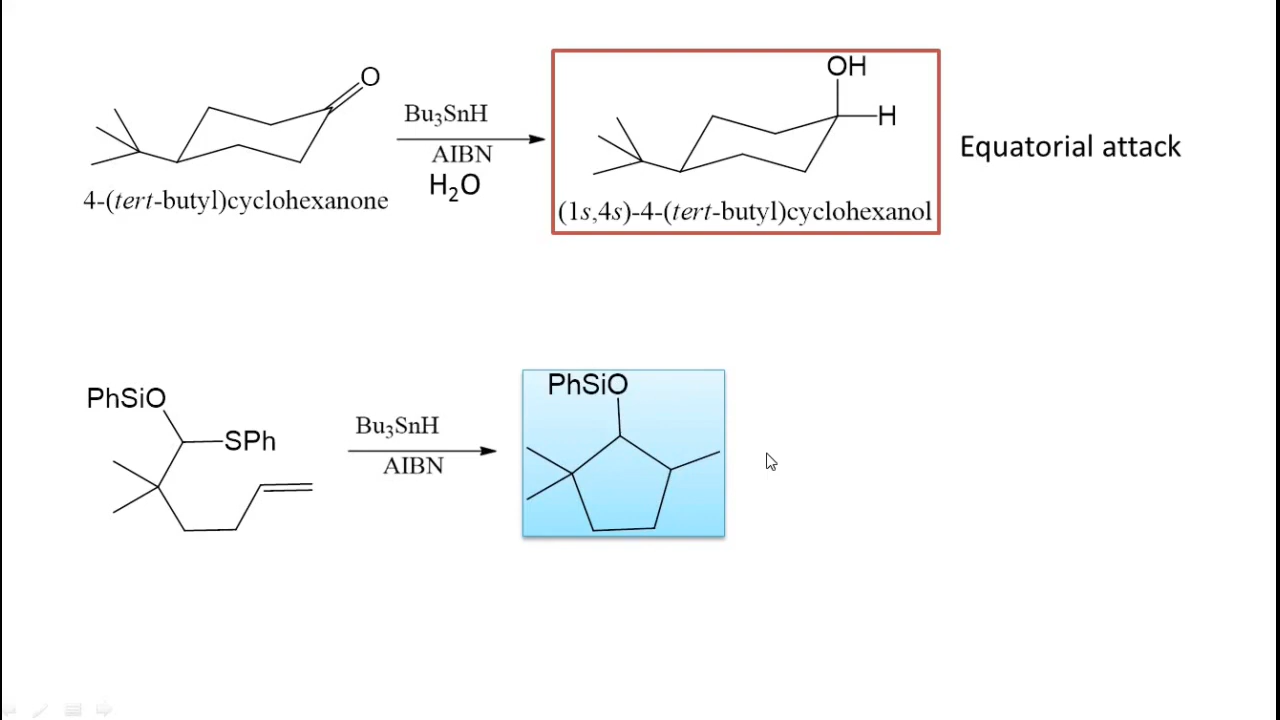 O
Bu₃SnH
AIBN
H₂O
4-(tert-butyl)cyclohexanone
OH
H
(1s,4s)-4-(tert-butyl)cyclohexanol
Equatorial attack
PhSiO
SPh
Bu₃SnH
AIBN
PhSiO